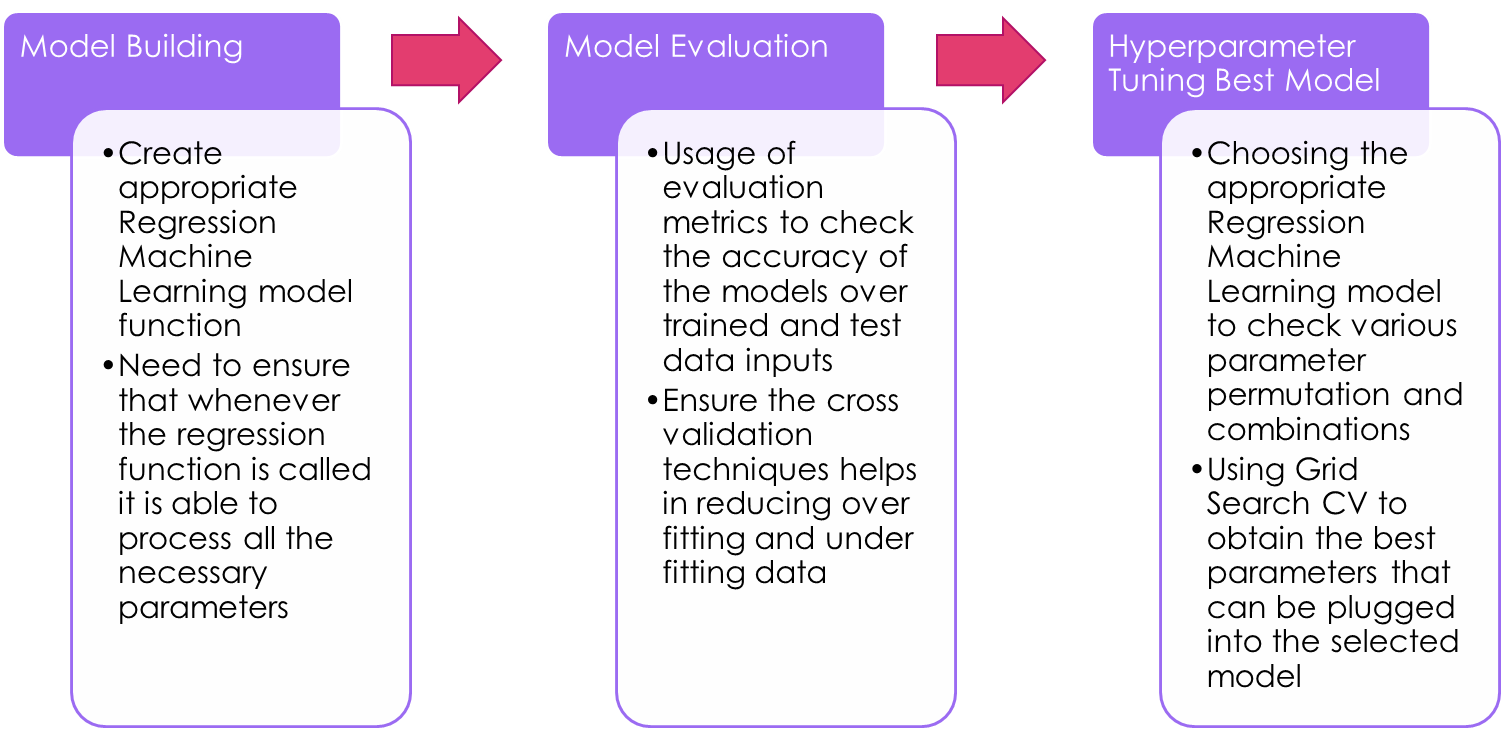 Model Building
•Create
appropriate
Regression
Machine
Learning model
function
•Need to ensure
that whenever
the regression
function is called
it is able to
process all the
necessary
parameters
Model Evaluation
•Usage of
evaluation
metrics to check
the accuracy of
the models over
trained and test
data inputs
•Ensure the cross
validation
techniques helps
in reducing over
fitting and under
fitting data
Hyperparameter
Tuning Best Model
•Choosing the
appropriate
Regression
Machine
Learning model
to check various
parameter
permutation and
combinations
•Using Grid
Search CV to
obtain the best
parameters that
can be plugged
into the selected
model